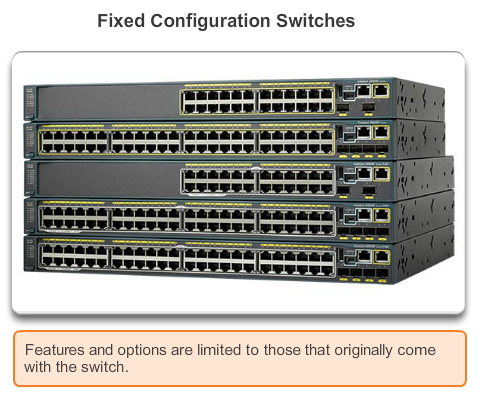 Fixed Configuration Switches
Features and options are limited to those that originally come
with the switch.